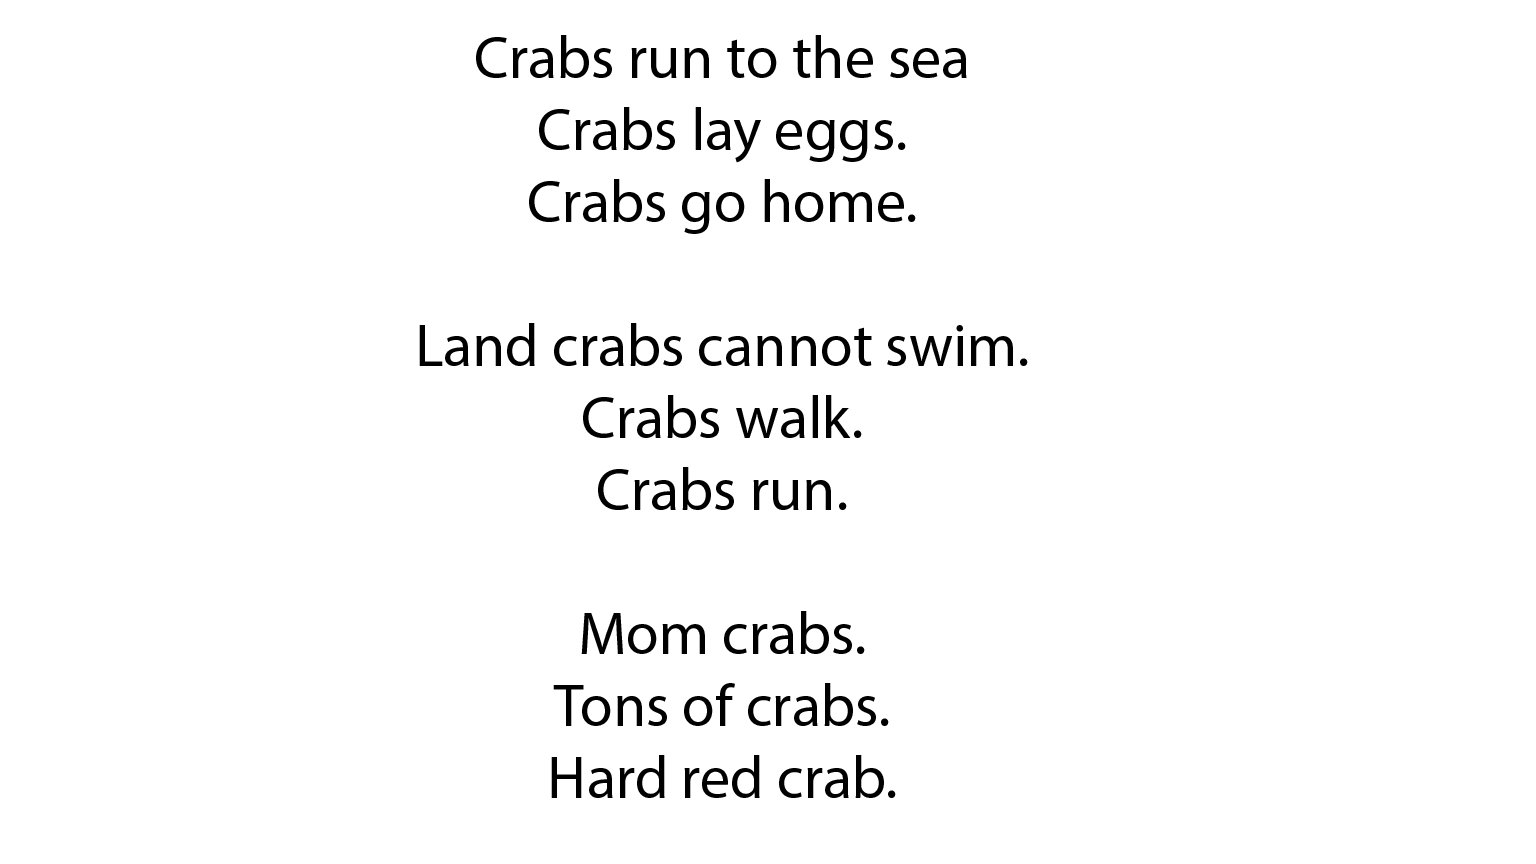 Crabs run to the sea
Crabs lay eggs.
Crabs go home.
Land crabs cannot swim.
Crabs walk.
Crabs run.
Mom crabs.
Tons of crabs.
Hard red crab.